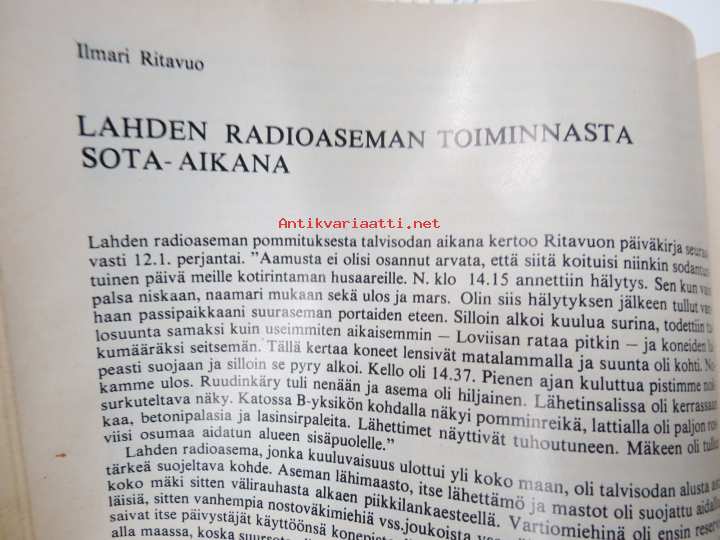 Ilmari Ritavuo
LAHDEN RADIOASEMAN TOIMINNASTA
SOTA-AIKANA
Antikvariaatti.net
Lahden radioaseman pommituksesta talvisodan aikana kertoo Ritavuon päiväkirja
vasti 12.1. perjantai. "Aamusta ei olisi osannut arvata, että siitä koituisi niinkin
tuinen päivä meille kotirintaman husaareille. N. klo 14.15 annettiin hälytys. Sen kun
palsa niskaan, naamari mukaan sekä ulos ja mars. Olin siis hälytyksen jälkeen tullut
haan passipaikkaani suuraseman portaiden eteen. Silloin alkoi kuulua surina, todettiin
losuunta samaksi kuin useimmiten aikaisemmin – Loviisan rataa pitkin – ja koneiden
kumääräksi seitsemän. Tällä kertaa koneet lensivät matalammalla ja suunta oli kohti.
peasti suojaan ja silloin se pyry alkoi. Kello oli 14.37. Pienen ajan kuluttua pistimme
kamme ulos. Ruudinkäry tuli nenään ja asema oli hiljainen. Lähetinsalissa oli kerrassaan
surkuteltava näky. Katossa B-yksikön kohdalla näkyi pomminreikä, lattialla oli paljon
kaa, betonipalasia ja lasinsirpaleita. Lähettimet näyttivät tuhoutuneen. Mäkeen oli
viisi osumaa aidatun alueen sisäpuolelle."
Lahden radioasema, jonka kuuluvaisuus ulottui yli koko maan, oli talvisodan alusta
tärkeä suojeltava kohde. Aseman lähimaasto, itse lähettämö ja mastot oli suojattu
koko mäki sitten välirauhasta alkaen piikkilankaesteellä. Vartiomiehinä oli ensin
läisiä, sitten vanhempia nostoväkimiehiä vss.joukoista
saivat itse päivystäjät käyttöönsä
alla maassa, koska